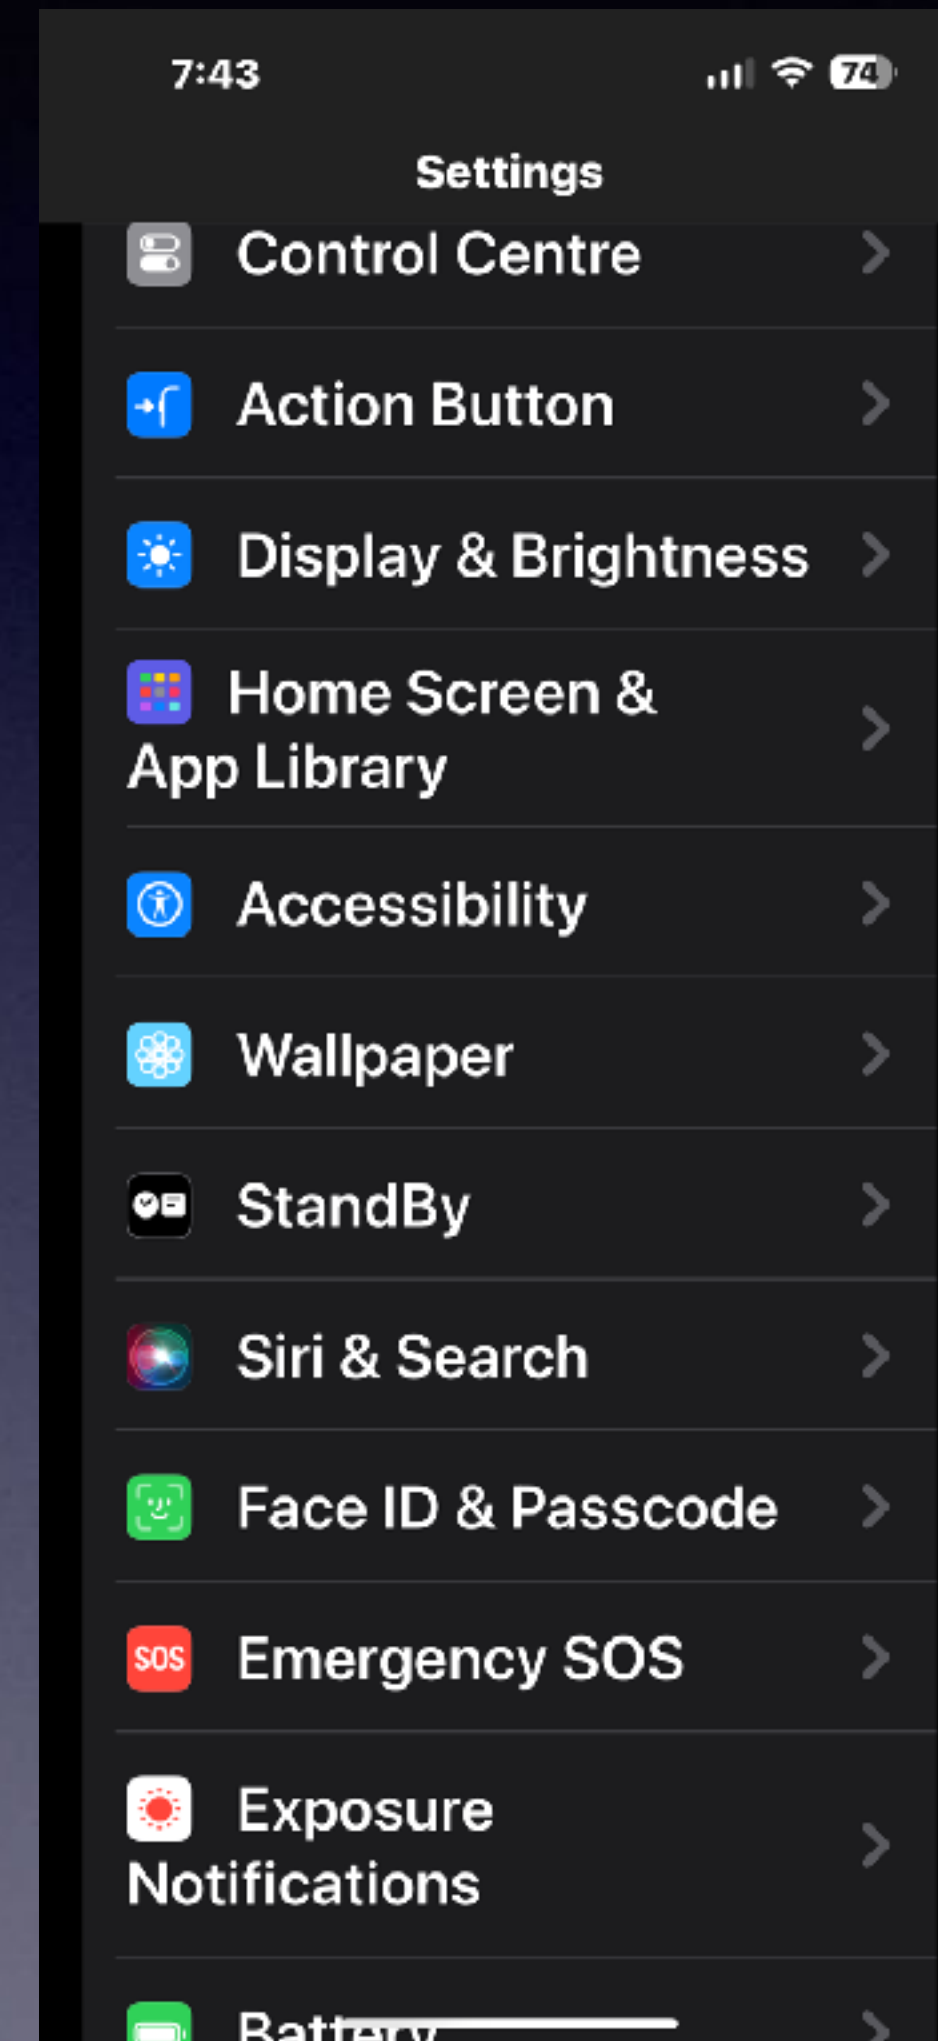 7:43
74
Settings
Control Centre
Action Button
Display & Brightness
Home Screen &
App Library
Accessibility
Wallpaper
StandBy
Siri & Search
Face ID & Passcode
SOS
Emergency SOS
Exposure
Notifications
Battery